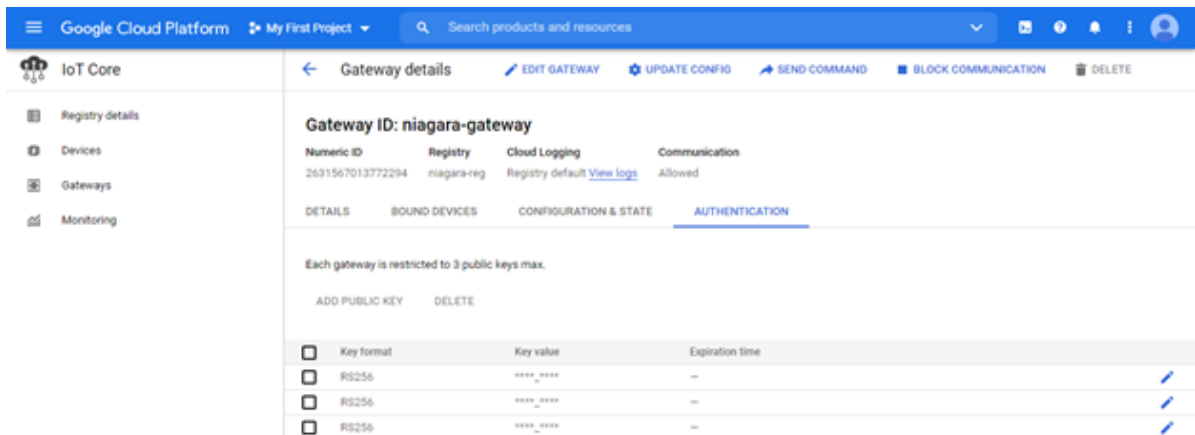 Google Cloud Platform My First Project Search products and resources
IoT Core
Gateway details EDIT GATEWAY UPDATE CONFIG SEND COMMAND BLOCK COMMUNICATION DELETE
Registry details
Devices
Gateways
Monitoring
Gateway ID: niagara-gateway
Numeric ID Registry Cloud Logging Communication
2631567013772294 niagara-reg Registry default View logs Allowed
DETAILS BOUND DEVICES CONFIGURATION & STATE AUTHENTICATION
Each gateway is restricted to 3 public keys max.
ADD PUBLIC KEY DELETE
Key format Key value Expiration time
RS256 ****_**** —
RS256 ****_**** —
RS256 ****_**** —